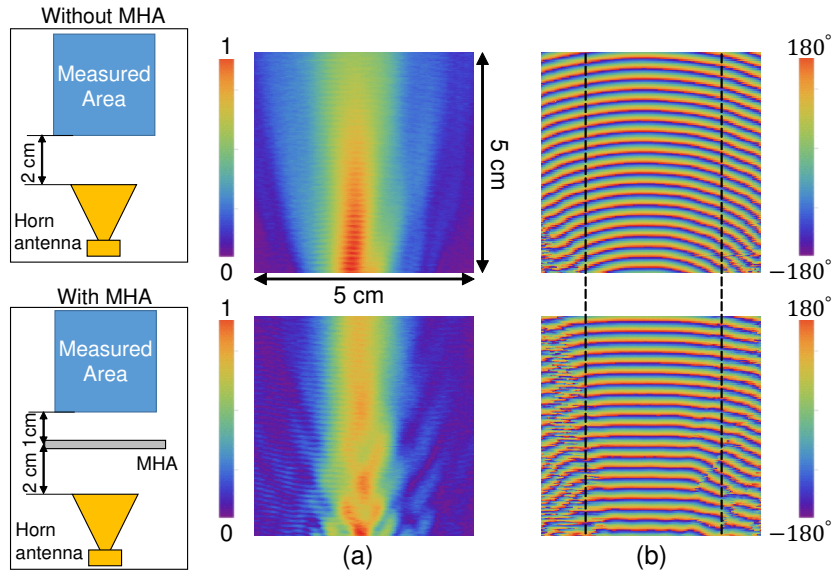 Without MHA
Measured
Area
2 cm
Horn
antenna
1
0
5 cm
5 cm
180°
−180°
With MHA
Measured
Area
1cm
2 cm
MHA
Horn
antenna
1
0
180°
−180°
(a)
(b)